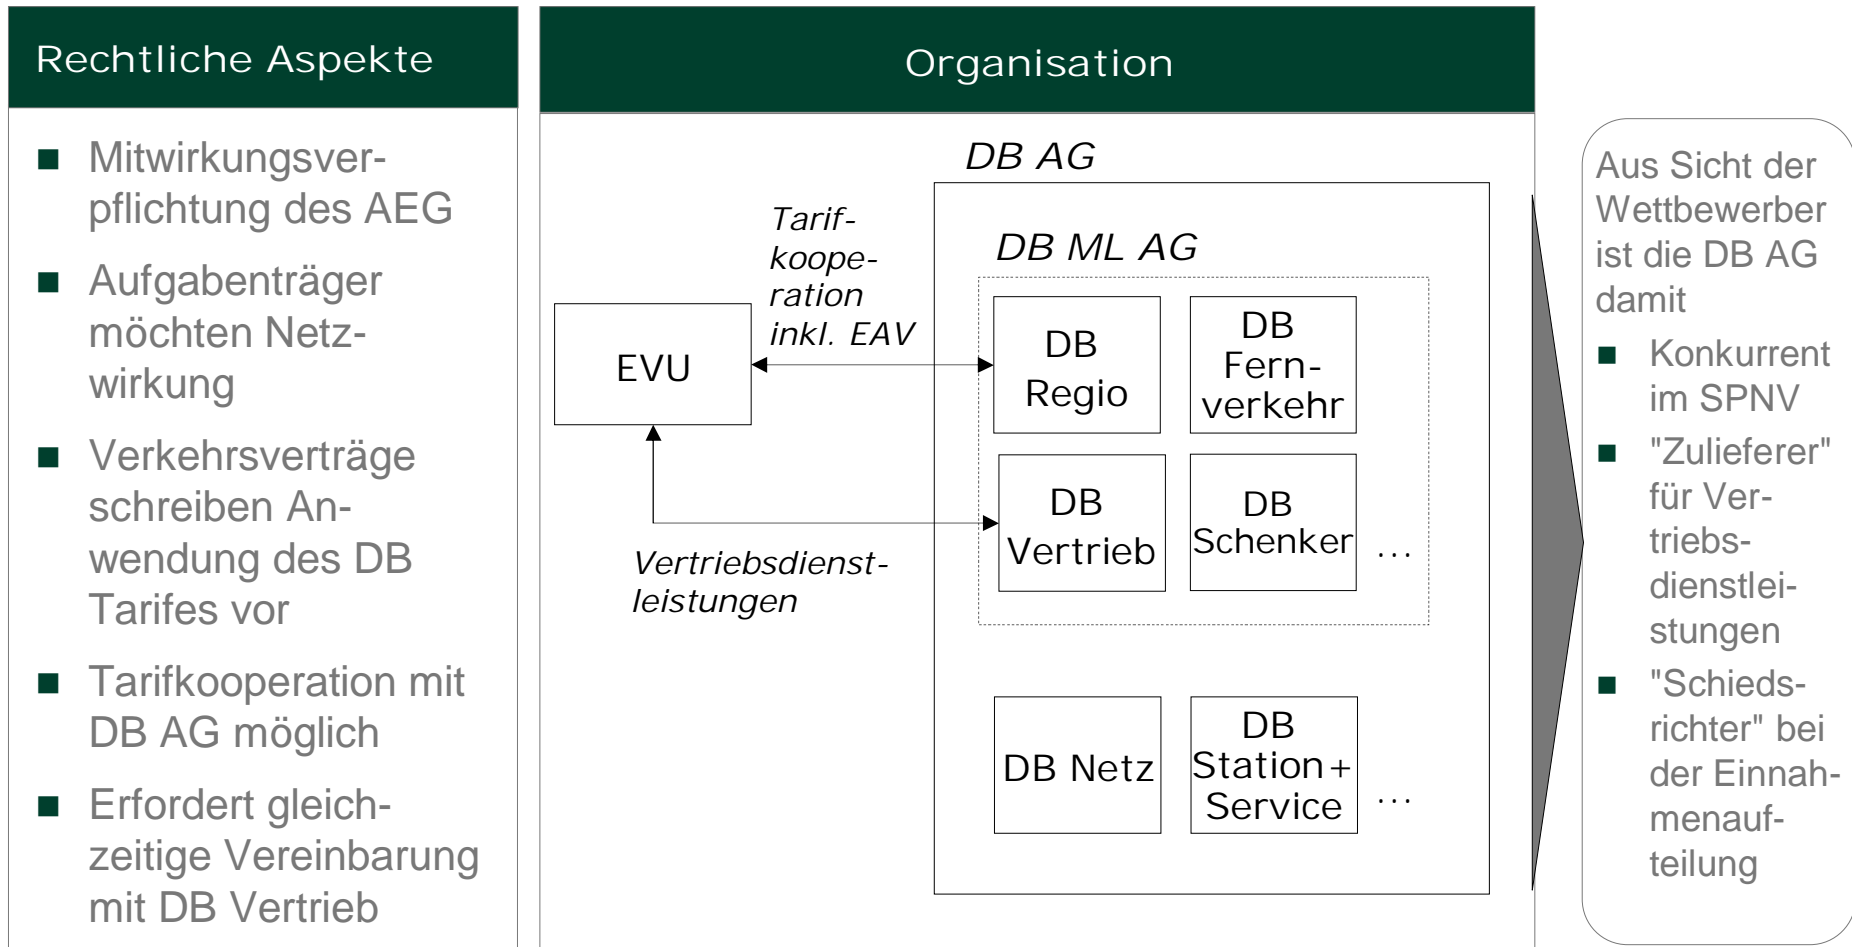 Rechtliche Aspekte
Mitwirkungsver-
pflichtung des AEG
Aufgabenträger
möchten Netz-
wirkung
Verkehrsverträge
schreiben An-
wendung des DB
Tarifes vor
Tarifkooperation mit
DB AG möglich
Erfordert gleich-
zeitige Vereinbarung
mit DB Vertrieb
Organisation
DB AG
Tarif-
koope-
ration
inkl. EAV
DB ML AG
EVU
DB
Regio
DB
Fern-
verkehr
DB
Vertrieb
DB
Schenker
...
Vertriebsdienst-
leistungen
DB Netz
DB
Station+
Service
...
Aus Sicht der
Wettbewerber
ist die DB AG
damit
Konkurrent
im SPNV
"Zulieferer"
für Ver-
triebs-
dienstlei-
stungen
"Schieds-
richter" bei
der Einnah-
menauf-
teilung